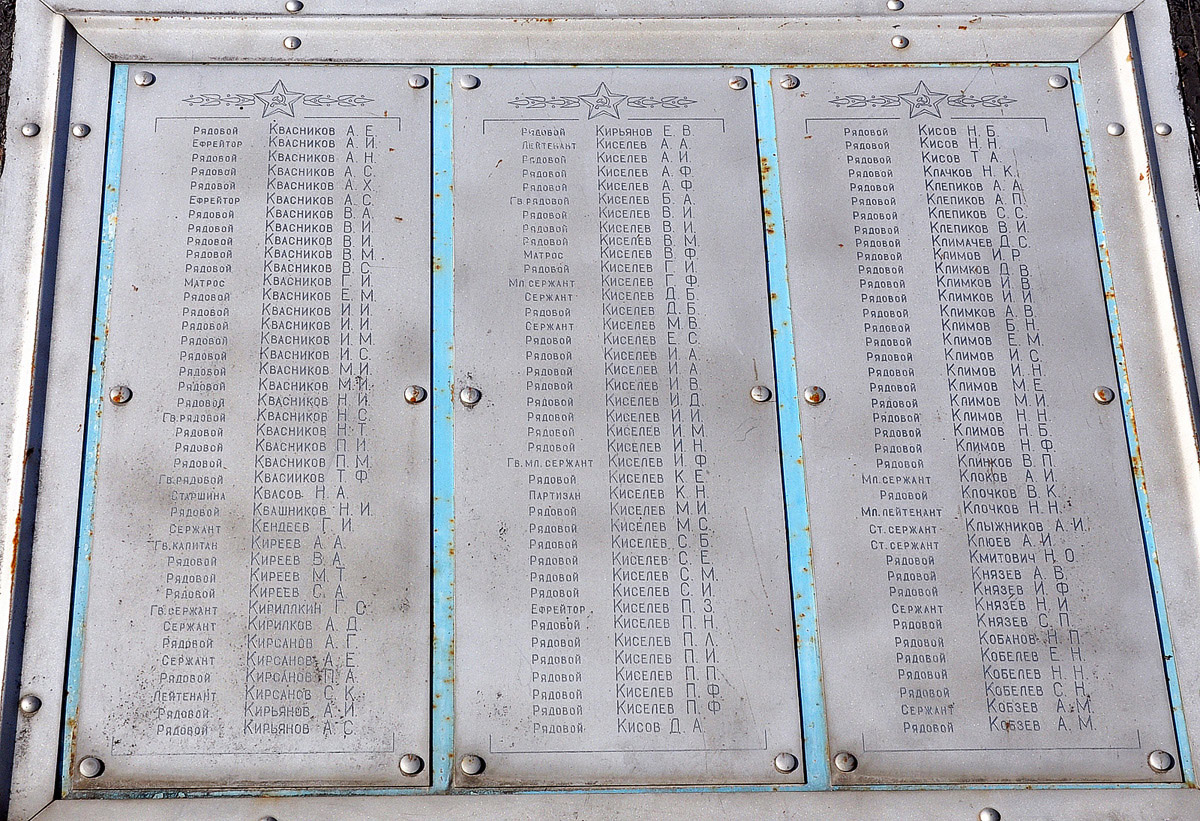 Рядовой Квасников А. Е.
Ефрейтор Квасников А. И.
Рядовой Квасников А. Н.
Рядовой Квасников А. С.
Рядовой Квасников А. Х.
Ефрейтор Квасников А. С.
Рядовой Квасников В. А.
Рядовой Квасников В. И.
Рядовой Квасников В. И.
Рядовой Квасников В. М.
Рядовой Квасников В. С.
Матрос Квасников Г. И.
Рядовой Квасников Е. М.
Рядовой Квасников И. И.
Рядовой Квасников И. И.
Рядовой Квасников И. М.
Рядовой Квасников И. С.
Рядовой Квасников М. И.
Рядовой Квасников М. И.
Рядовой Квасников Н. И.
Гв. рядовой Квасников Н. С.
Рядовой Квасников Н. Т.
Рядовой Квасников П. И.
Рядовой Квасников П. М.
Гв. рядовой Квасников Т. Ф.
Старшина Квасов Н. А.
Рядовой Квашников Н. И.
Сержант Кендеев Г. И.
Гв. капитан Киреев А. А.
Рядовой Киреев В. А.
Рядовой Киреев М. Т.
Рядовой Киреев С. А.
Гв. сержант Кириллкин Г. С.
Сержант Кирилков А. Д.
Рядовой Кирсанов А. Г.
Сержант Кирсанов А. Е.
Рядовой Кирсанов П. А.
Лейтенант Кирсанов С. К.
Рядовой Кирьянов А. И.
Рядовой Кирьянов А. С.
Рядовой Кирьянов Е. В.
Лейтенант Киселев А. А.
Рядовой Киселев А. И.
Рядовой Киселев А. Ф.
Рядовой Киселев А. Ф.
Гв. рядовой Киселев Б. А.
Рядовой Киселев В. И.
Рядовой Киселев В. И.
Рядовой Киселев В. М.
Матрос Киселев В. Ф.
Рядовой Киселев Г. И.
Мл. сержант Киселев Г. Ф.
Сержант Киселев Д. Б.
Рядовой Киселев Д. Б.
Сержант Киселев М. В.
Рядовой Киселев Е. С.
Рядовой Киселев И. А.
Рядовой Киселев И. А.
Рядовой Киселев И. В.
Рядовой Киселев И. Д.
Рядовой Киселев И. И.
Рядовой Киселев И. М.
Рядовой Киселев И. Н.
Гв. мл. сержант Киселев И. Ф.
Рядовой Киселев К. Е.
Партизан Киселев К. Н.
Рядовой Киселев М. И.
Рядовой Киселев М. С.
Рядовой Киселев С. Б.
Рядовой Киселев С. Е.
Рядовой Киселев С. М.
Рядовой Киселев С. И.
Ефрейтор Киселев П. З.
Рядовой Киселев П. Н.
Рядовой Киселев П. Л.
Рядовой Киселев П. И.
Рядовой Киселев П. П.
Рядовой Киселев П. Ф.
Рядовой Киселев П. Ф.
Рядовой Кисов Д. А.
Рядовой Кисов Н. Б.
Рядовой Кисов Н. Н.
Рядовой Кисов Т. А.
Рядовой Клачков Н. К.
Рядовой Клепиков А. А.
Рядовой Клепиков А. П.
Рядовой Клепиков С. С.
Рядовой Клепиков В. И.
Рядовой Климачев Д. С.
Рядовой Климов И. Р.
Рядовой Климков Д. В.
Рядовой Климков И. В.
Рядовой Климков И. И.
Рядовой Климков А. В.
Рядовой Климов Б. Н.
Рядовой Климов Е. М.
Рядовой Климов И. С.
Рядовой Климов И. Н.
Рядовой Климов М. Е.
Рядовой Климов М. И.
Рядовой Климов Н. Н.
Рядовой Климов Н. Б.
Рядовой Климов Н. Ф.
Рядовой Клинков В. П.
Мл. сержант Клоков А. И.
Рядовой Клочков В. К.
Мл. лейтенант Клочков Н. Н.
Ст. сержант Клыжников А. И.
Ст. сержант Клюев А. И.
Рядовой Кмитович Н. О.
Рядовой Князев А. В.
Рядовой Князев И. Ф.
Сержант Князев Н. И.
Рядовой Князев С. П.
Рядовой Кобанов Н. П.
Рядовой Кобелев Е. Н.
Рядовой Кобелев Н. Н.
Рядовой Кобелев С. Н.
Сержант Кобзев А. М.
Рядовой Кобзев А. М.